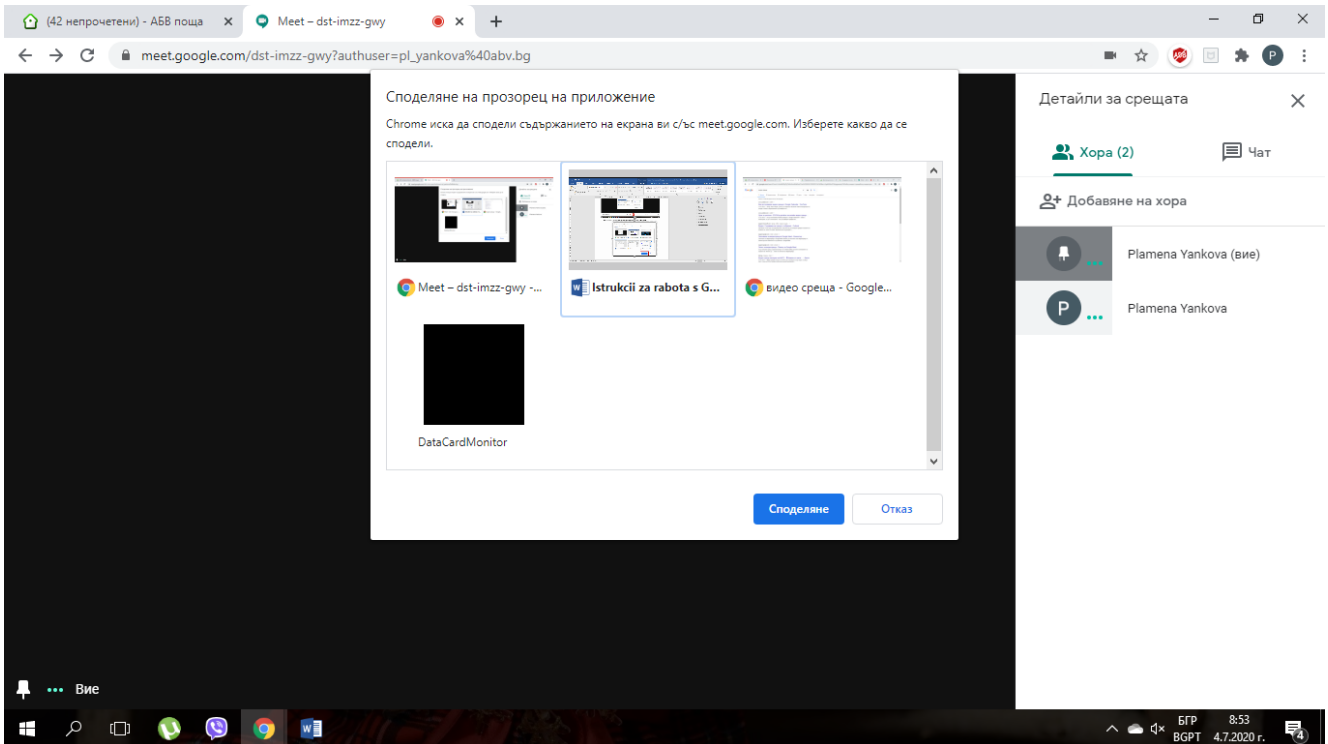 (42 непрочетени) - АБВ поща
Meet – dst-imzz-gwy
meet.google.com/dst-imzz-gwy?authuser=pl_yankova%40abv.bg
ABP
P
Споделяне на прозорец на приложение
Chrome иска да сподели съдържанието на екрана ви с/ъс meet.google.com. Изберете какво да се
сподели.
Meet – dst-imzz-gwy -...
Istrukcii za rabota s G...
видео среща - Google...
DataCardMonitor
Споделяне
Отказ
Детайли за срещата
Хора (2)
Чат
Добавяне на хора
Plamena Yankova (вие)
P
Plamena Yankova
Вие
БГР
BGPT
8:53
4.7.2020 г.
4